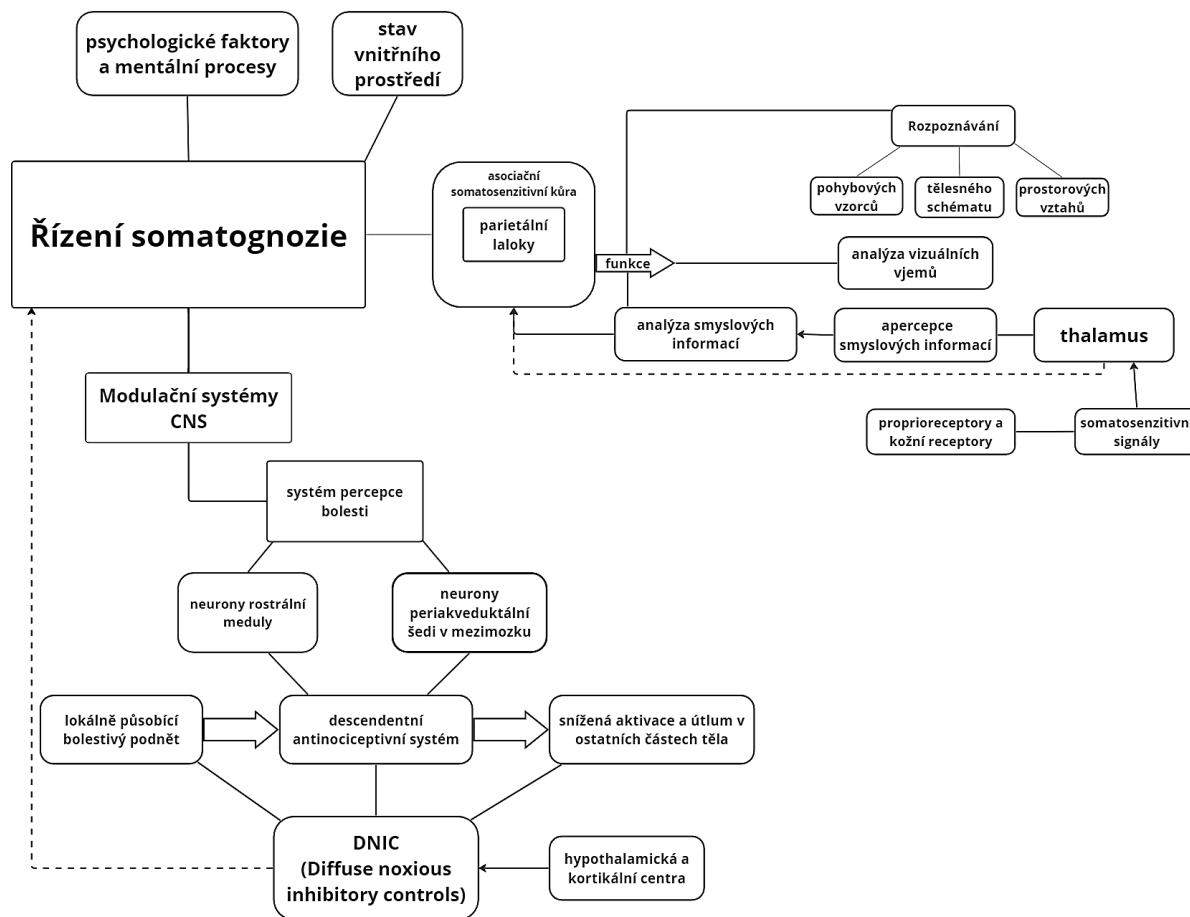 psychologické faktory
a mentální procesy
stav
vnitřního
prostředí
Řízení somatognozie
asociační
somatosenzitivní kůra
parietální
laloky
funkce
Rozpoznávání
pohybových
vzorců
tělesného
schématu
prostorových
vztahů
analýza vizuálních
vjemů
analýza smyslových
informací
apercepce
smyslových informací
thalamus
proprioreceptory a
kožní receptory
somatosenzitivn
signály
Modulační systémy
CNS
systém percepce
bolesti
neurony rostrální
meduly
neurony
periakveduktální
šedi v mezimozku
lokálně působící
bolestivý podnět
descendentní
antinociceptivní systém
snížená aktivace a útlum v
ostatních částech těla
DNIC
(Diffuse noxious
inhibitory controls)
hypothalamická a
kortikální centra